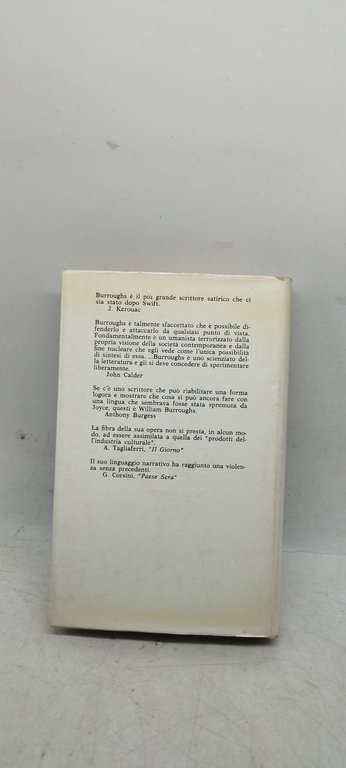 Burroughs è il più grande scrittore satirico che ci
sia stato dopo Swift.
J. Kerouac
Burroughs è talmente sfaccettato che è possibile di-
fenderlo e attaccarlo da qualsiasi punto di vista.
Fondamentalmente è un umanista terrorizzato dalla
propria visione della società contemporanea e dalla
fine nucleare che egli vede come l'unica possibilità
di sintesi di essa. ...Burroughs è uno scienziato del-
la letteratura e gli si deve concedere di sperimentare
liberamente.
John Calder
Se c'è uno scrittore che può riabilitare una forma
logora e mostrare che cosa si può ancora fare con
una lingua che sembrava fosse stata spremuta da
Joyce, questi è William Burroughs.
Anthony Burgess
La fibra della sua opera non si presta, in alcun mo-
do, ad essere assimilata a quella dei "prodotti del-
l'industria culturale".
A. Tagliaferri, "Il Giorno"
Il suo linguaggio narrativo ha raggiunto una violen-
za senza precedenti.
G. Corsini, "Paese Sera"